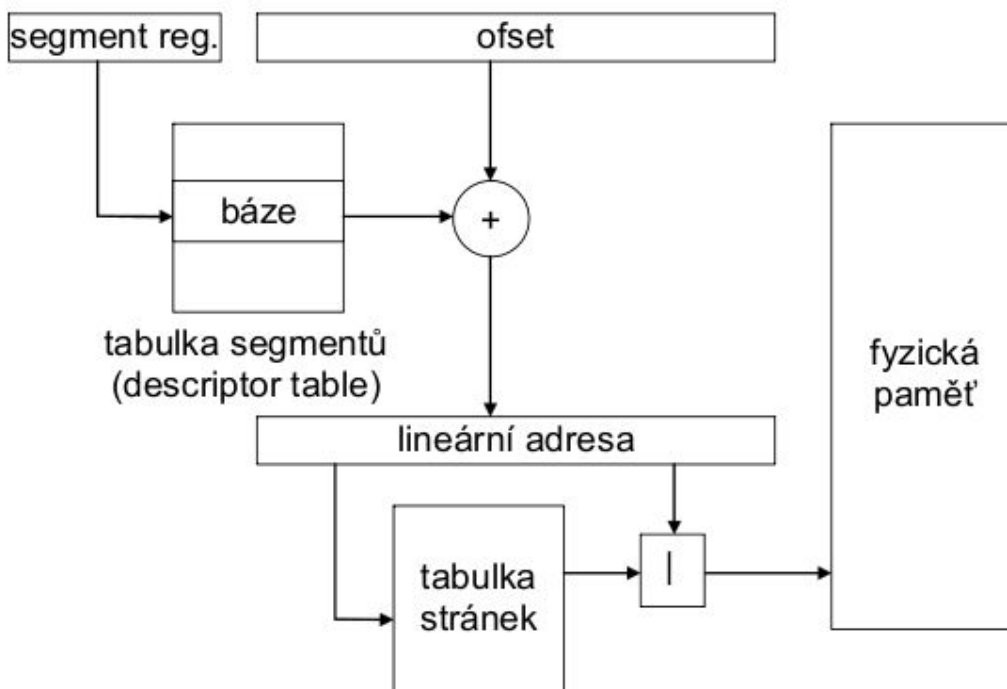 segment reg.
ofset
báze
+
tabulka segmentů
(descriptor table)
fyzická
paměť
lineární adresa
tabulka
stránek
|